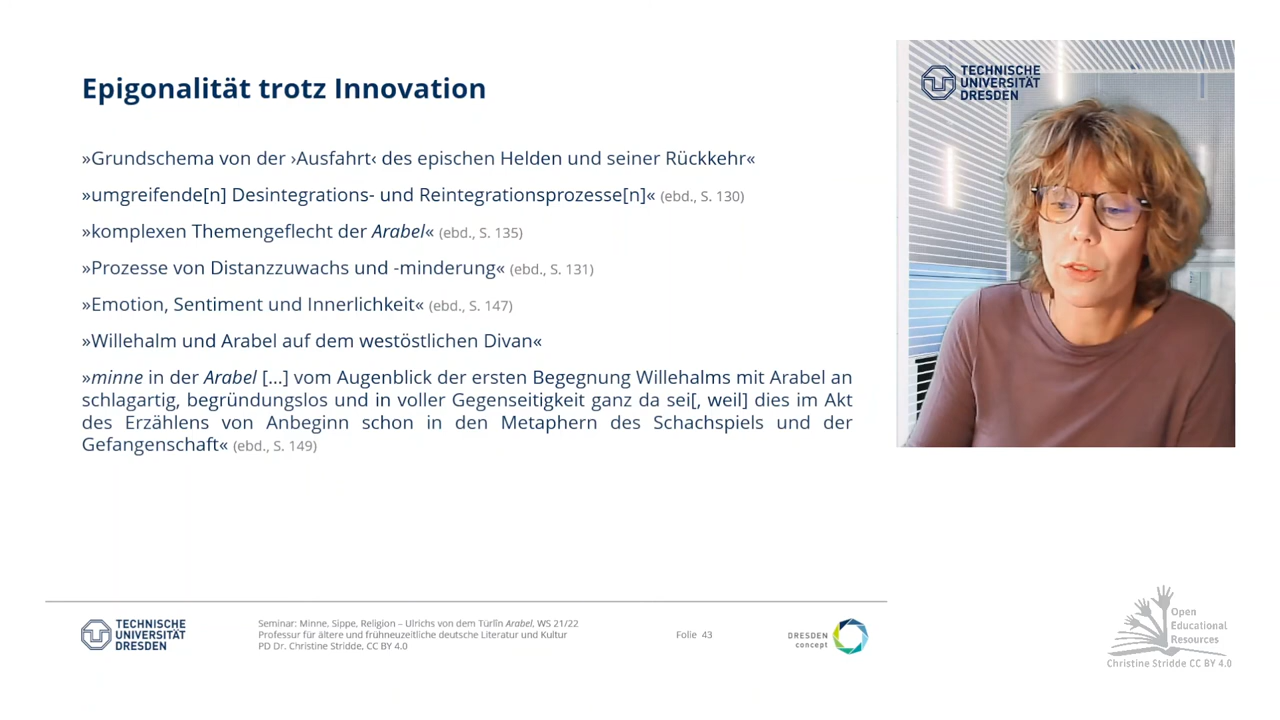 Epigonalität trotz Innovation
»Grundschema von der ›Ausfahrt‹ des epischen Helden und seiner Rückkehr«
»umgreifende[n] Desintegrations- und Reintegrationsprozesse[n]« (ebd., S. 130)
»komplexen Themengeflecht der Arabel« (ebd., S. 135)
»Prozesse von Distanzzuwachs und -minderung« (ebd., S. 131)
»Emotion, Sentiment und Innerlichkeit« (ebd., S. 147)
»Willehalm und Arabel auf dem westöstlichen Divan«
»minne in der Arabel [...] vom Augenblick der ersten Begegnung Willehalms mit Arabel an
schlagartig, begründungslos und in voller Gegenseitigkeit ganz da sei[, weil] dies im Akt
des Erzählens von Anbeginn schon in den Metaphern des Schachspiels und der
Gefangenschaft« (ebd., S. 149)
TECHNISCHE
UNIVERSITÄT
DRESDEN
TECHNISCHE
UNIVERSITÄT
DRESDEN
Seminar: Minne, Sippe, Religion – Ulrichs von dem Türlîn Arabel, WS 21/22
Professur für ältere und frühneuzeitliche deutsche Literatur und Kultur
PD Dr. Christine Stridde, CC BY 4.0
Folie 43
DRESDEN
concept
Open
Educational
Resources
Christine Stridde CC BY 4.0